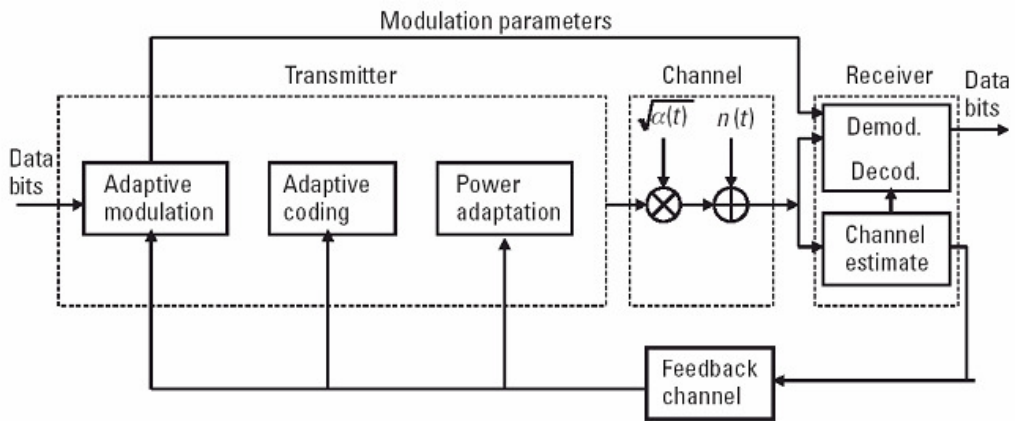 Modulation parameters
Transmitter
Channel
Receiver
Data
bits
√α(t)
n(t)
Demod.
Decod.
Data
bits
Adaptive
modulation
Adaptive
coding
Power
adaptation
Channel
estimate
Feedback
channel